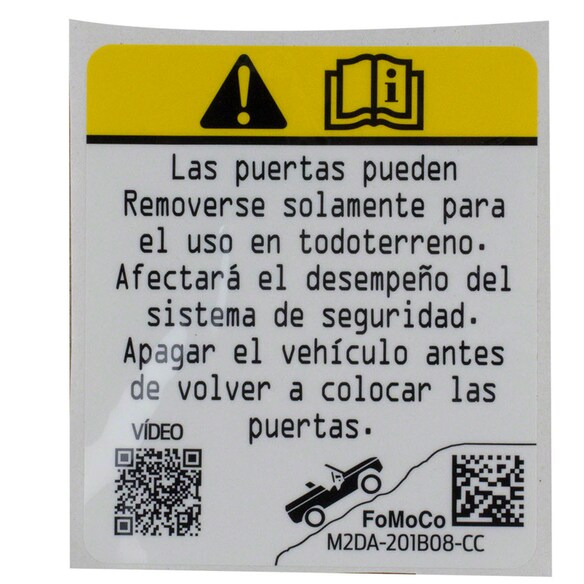 Las puertas pueden
Removerse solamente para
el uso en todoterreno.
Afectará el desempeño del
sistema de seguridad.
Apagar el vehículo antes
de volver a colocar las
puertas.
VÍDEO
FoMoCo
M2DA-201B08-CC